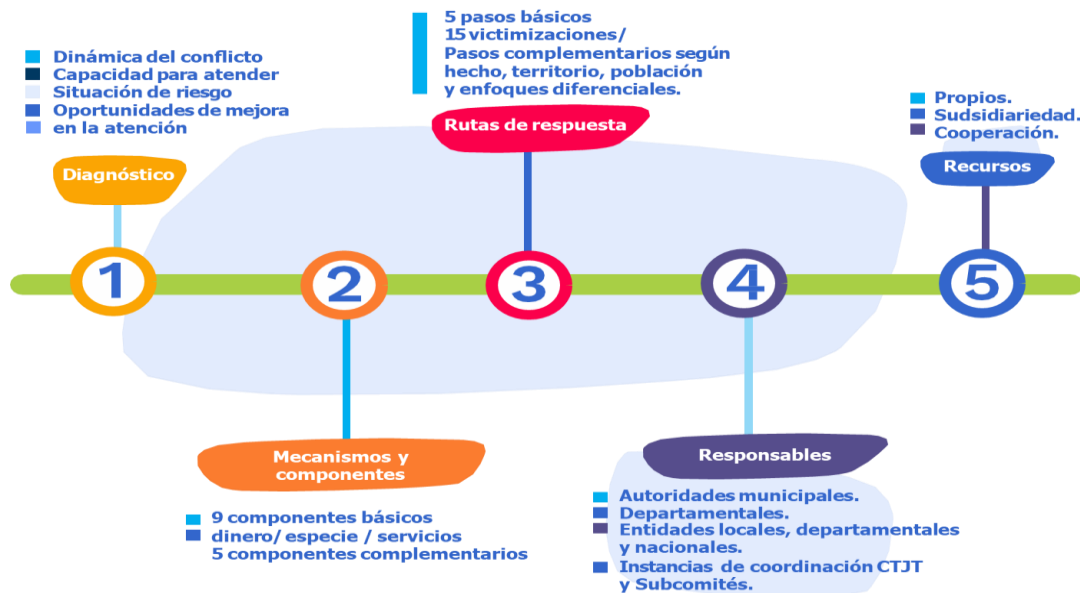 Dinámica del conflicto
Capacidad para atender
Situación de riesgo
Oportunidades de mejora
en la atención
Diagnóstico
1
Mecanismos y
componentes
2
9 componentes básicos
dinero/ especie / servicios
5 componentes complementarios
5 pasos básicos
15 victimizaciones/
Pasos complementarios según
hecho, territorio, población
y enfoques diferenciales.
Rutas de respuesta
3
4
Responsables
Autoridades municipales.
Departamentales.
Entidades locales, departamentales
y nacionales.
Instancias de coordinación CTJT
y Subcomités.
Propios.
Sudsidiariedad.
Cooperación.
Recursos
5